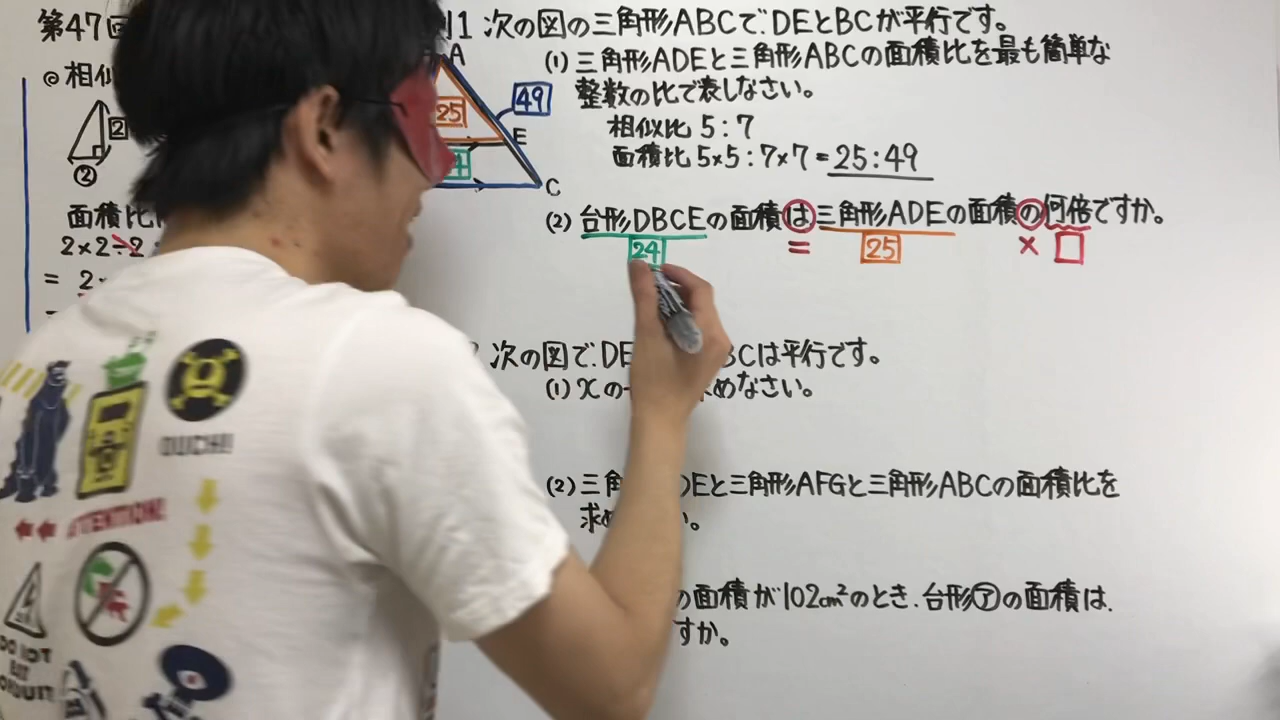 第47回
1 次の図の三角形ABCで、DEとBCが平行です。
◎相似
(1) 三角形ADEと三角形ABCの面積比を最も簡単な
整数の比で表しなさい。
相似比 5:7
面積比 5×5:7×7=25:49
A
25
49
E
C
2
②
面積比
2×2÷2
= 2
(2) 台形DBCEの面積は三角形ADEの面積の何倍ですか。
24 = 25 × □
次の図で、DE BCは平行です。
(1) xの めなさい。
(2) 三角 DEと三角形AFGと三角形ABCの面積比を
求め 。
の面積が102cm²のとき、台形㋐の面積は、
すか。
OUCH!!
ATTENTION!
DO NOT